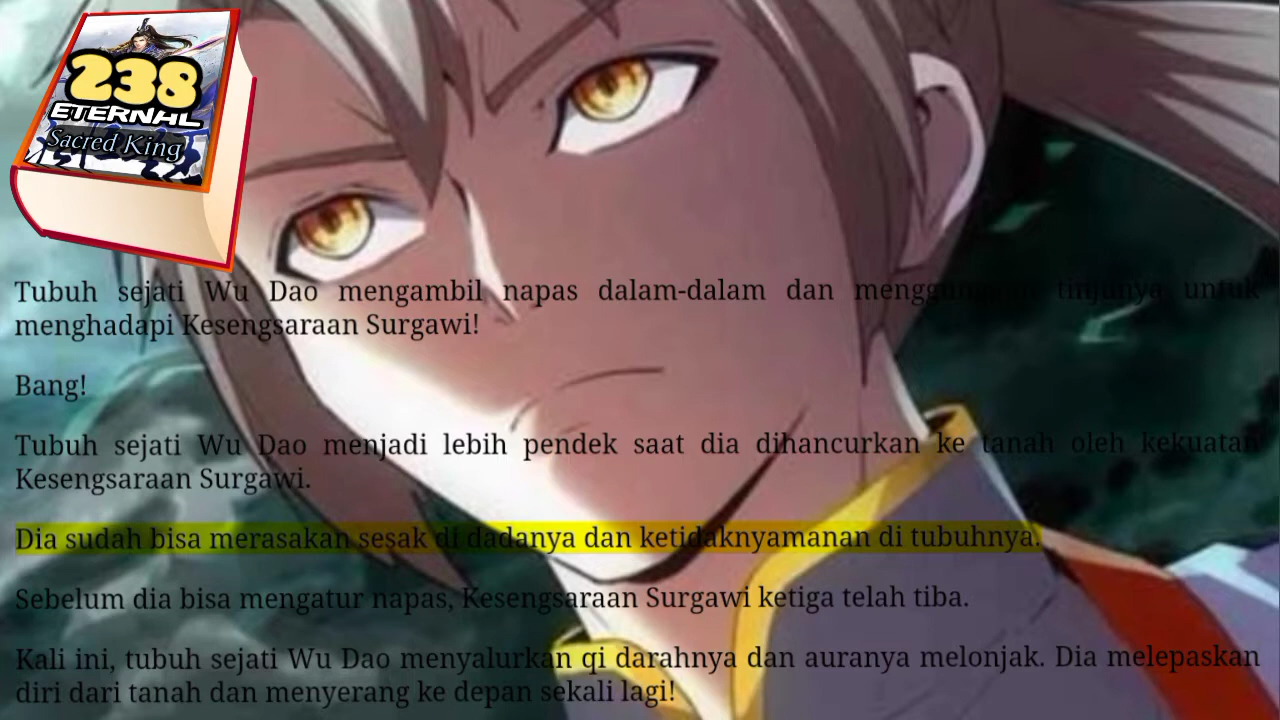 238
ETERNAL
Sacred King
Tubuh sejati Wu Dao mengambil napas dalam-dalam dan menggunakan tinjunya untuk
menghadapi Kesengsaraan Surgawi!
Bang!
Tubuh sejati Wu Dao menjadi lebih pendek saat dia dihancurkan ke tanah oleh kekuatan
Kesengsaraan Surgawi.
Dia sudah bisa merasakan sesak di dadanya dan ketidaknyamanan di tubuhnya.
Sebelum dia bisa mengatur napas, Kesengsaraan Surgawi ketiga telah tiba.
Kali ini, tubuh sejati Wu Dao menyalurkan qi darahnya dan auranya melonjak. Dia melepaskan
diri dari tanah dan menyerang ke depan sekali lagi!